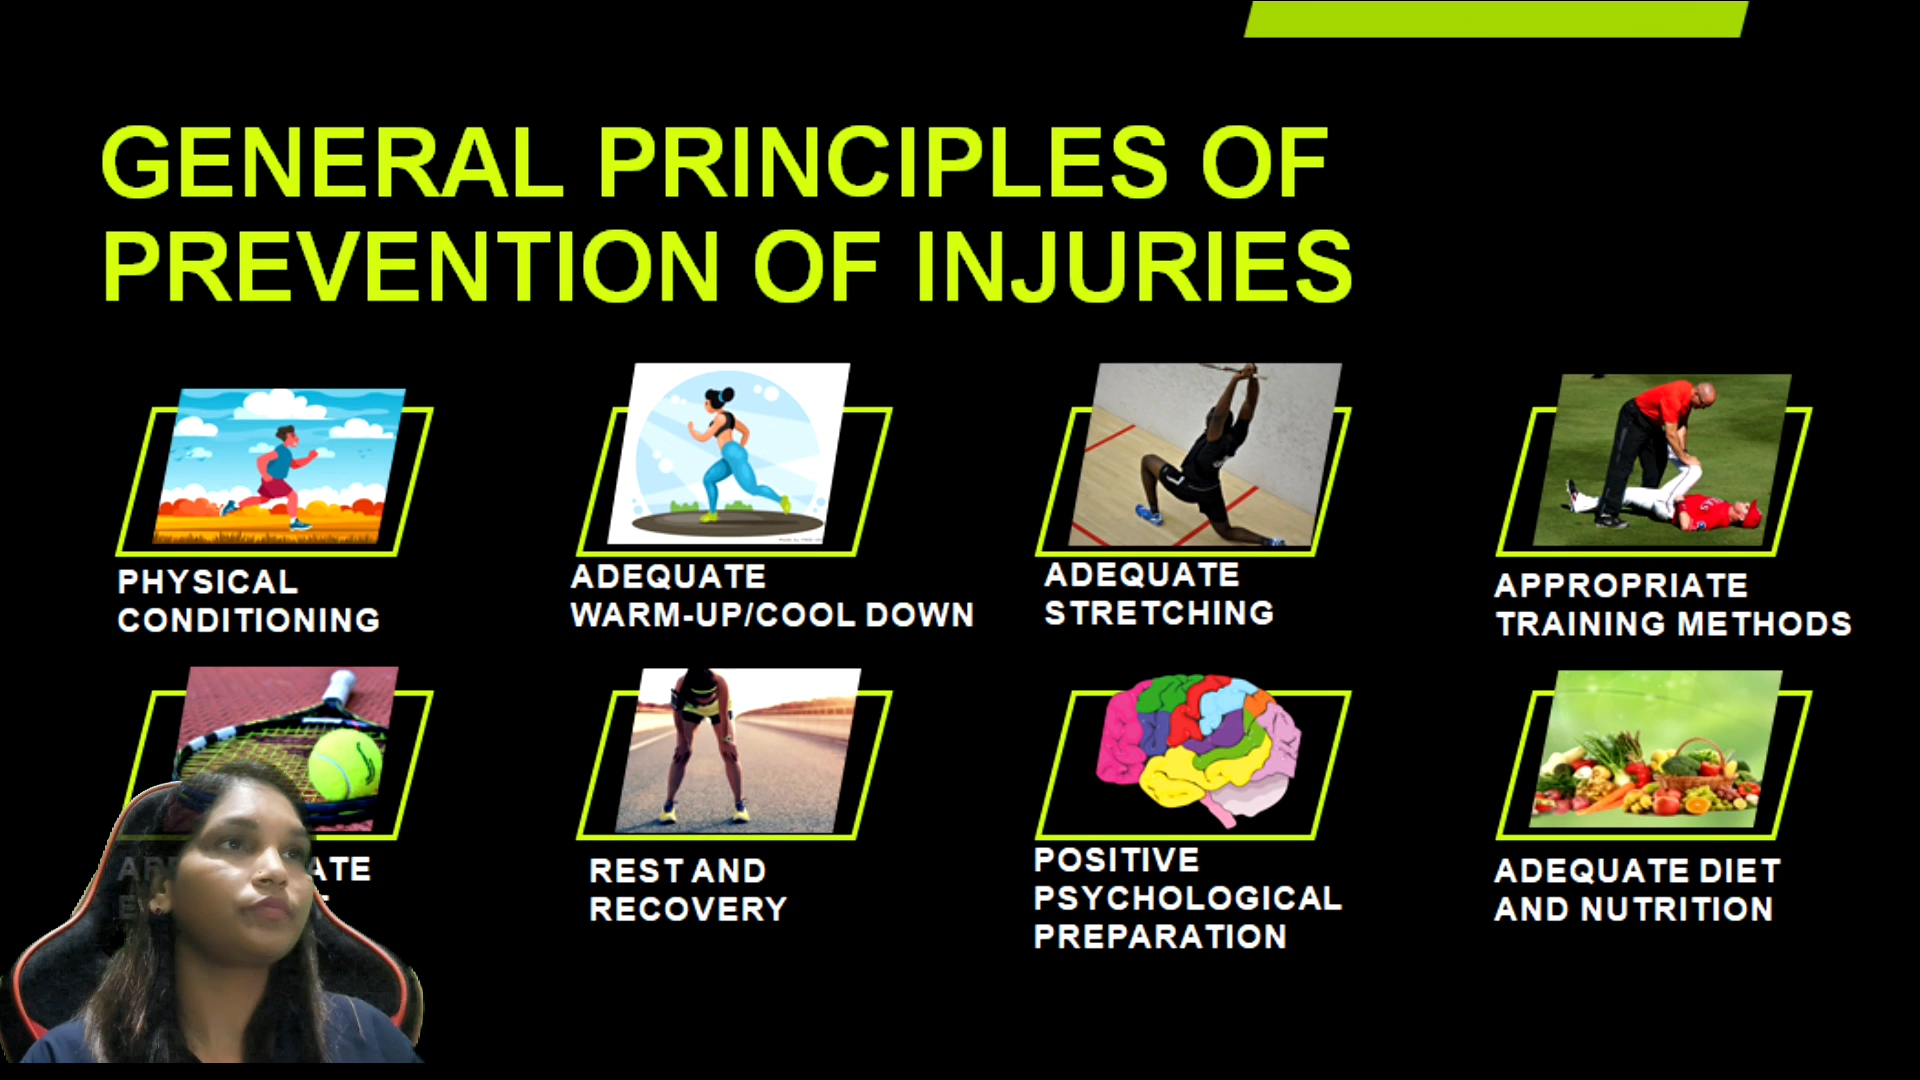 GENERAL PRINCIPLES OF
PREVENTION OF INJURIES
PHYSICAL
CONDITIONING
ADEQUATE
WARM-UP/COOL DOWN
ADEQUATE
STRETCHING
APPROPRIATE
TRAINING METHODS
REST AND
RECOVERY
POSITIVE
PSYCHOLOGICAL
PREPARATION
ADEQUATE DIET
AND NUTRITION